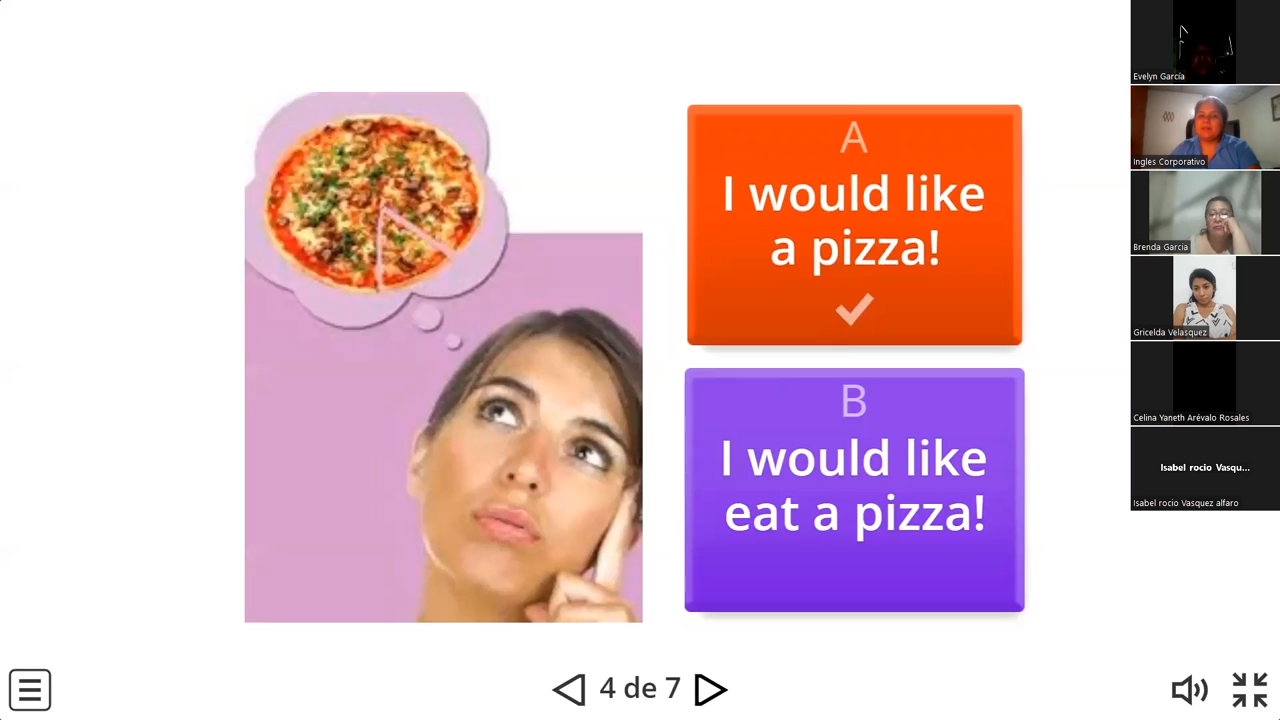 A
I would like
a pizza!
B
I would like
eat a pizza!
4 de 7
Evelyn García
Ingles Corporativo
Brenda Garcia
Gricelda Velasquez
Celina Yaneth Arévalo Rosales
Isabel rocio Vasqu...
Isabel rocio Vasquez alfaro